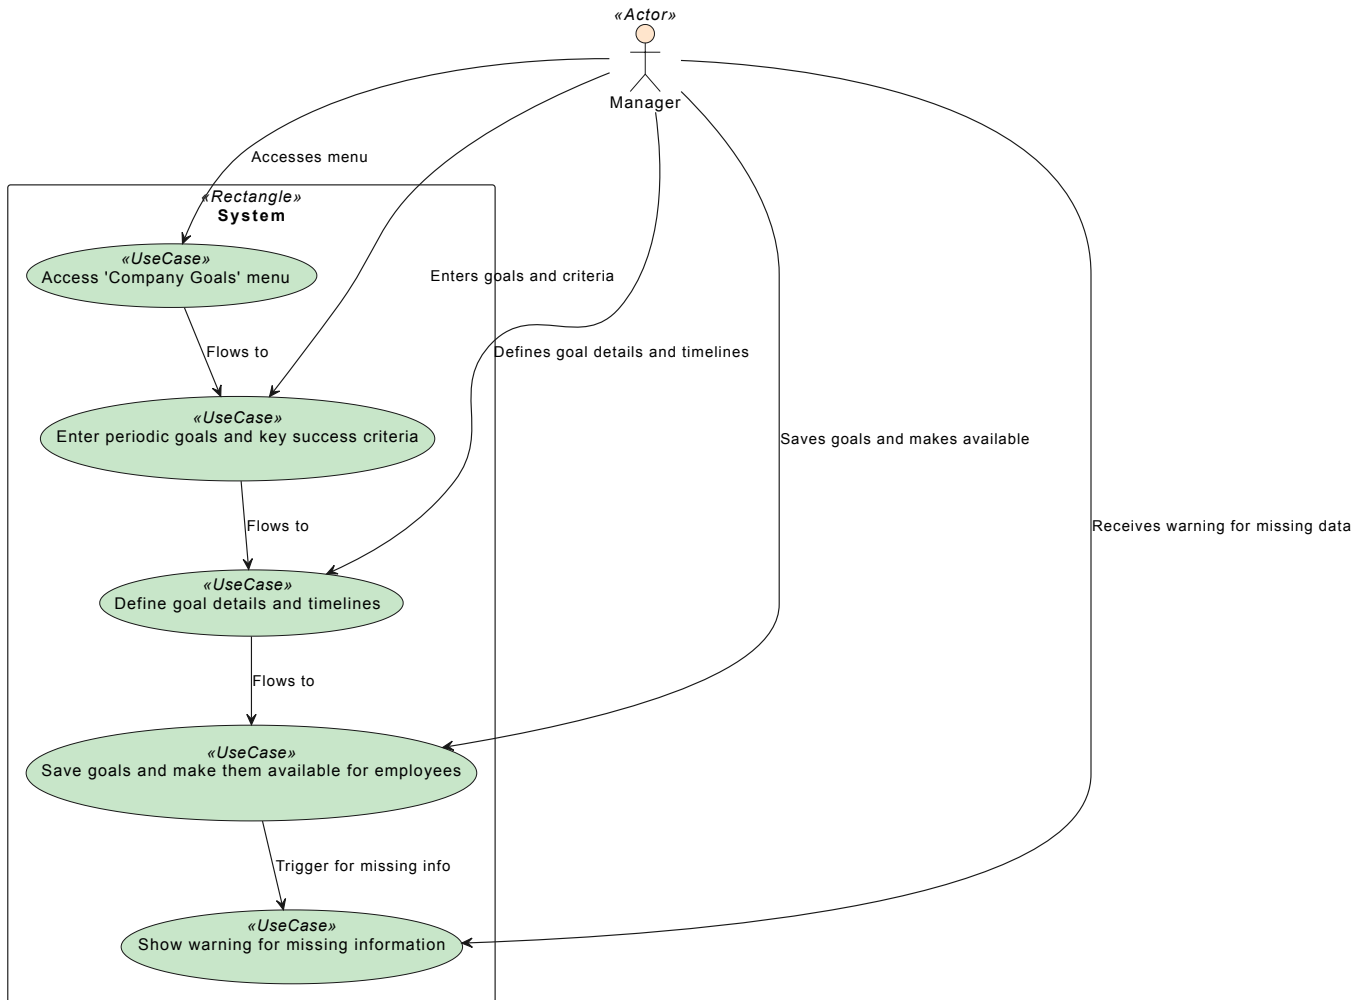 «Actor»
Manager
Accesses menu
«Rectangle»
System
«UseCase»
Access 'Company Goals' menu
Enters goals and criteria
Flows to
Defines goal details and timelines
«UseCase»
Enter periodic goals and key success criteria
Saves goals and makes available
Flows to
Receives warning for missing data
«UseCase»
Define goal details and timelines
Flows to
«UseCase»
Save goals and make them available for employees
Trigger for missing info
«UseCase»
Show warning for missing information